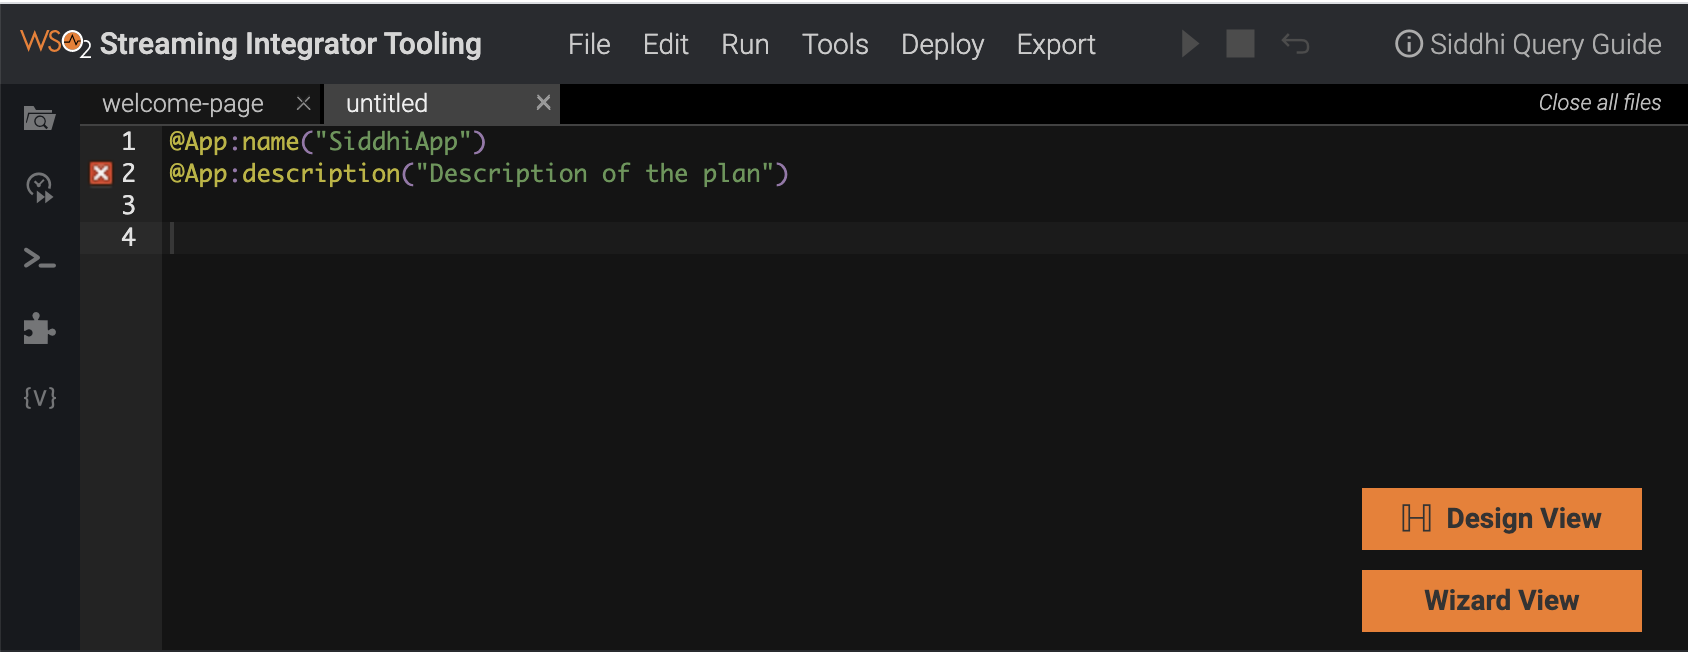 WSO2 Streaming Integrator Tooling File Edit Run Tools Deploy Export Siddhi Query Guide
welcome-page untitled Close all files
1 @App:name("SiddhiApp")
2 @App:description("Description of the plan")
3
4
{V}
Design View
Wizard View